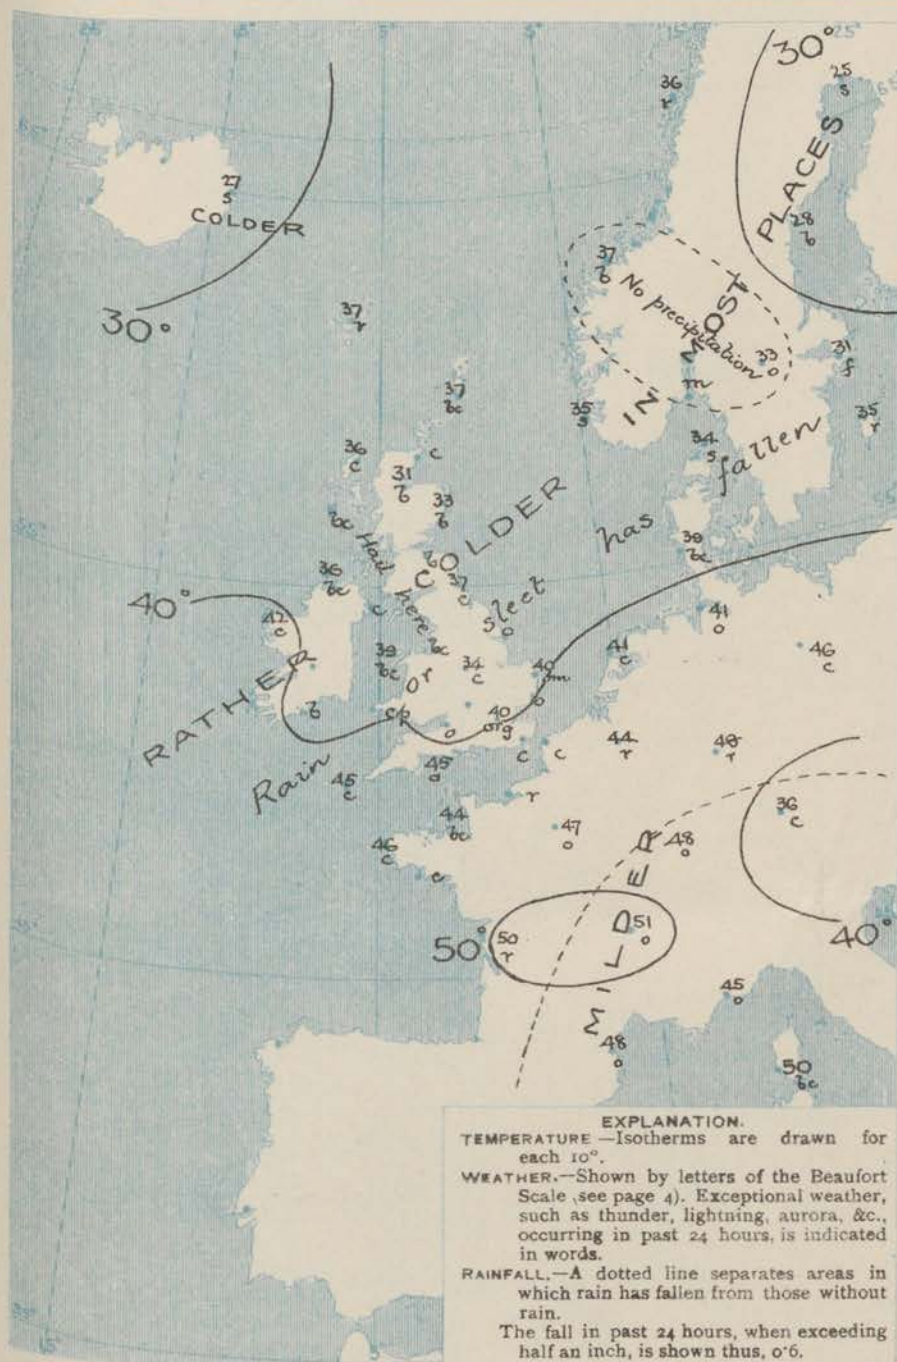 30°
25
s
36
r
PLACES
27
s
COLDER
28
b
37
b
No precipitation
IN MOST
30°
37
r
33
o
31
f
m
37
bc
35
s
35
r
34
s
36
c
c
31
b
33
b
fallen
bc
Hail here
b
COLDER
has
39
bc
36
bc
37
c
40°
42
c
c
sleet
o
41
o
39
bc
bc
34
c
or
40
m
41
c
46
c
RATHER
b
cp
40
org
o
o
c
c
44
r
48
r
Rain
45
c
45
o
r
36
c
44
bc
47
o
48
o
46
c
c
MILDER
50°
50
r
51
o
40°
45
o
48
o
50
bc
EXPLANATION.
TEMPERATURE—Isotherms are drawn for
each 10°.
WEATHER.—Shown by letters of the Beaufort
Scale (see page 4). Exceptional weather,
such as thunder, lightning, aurora, &c.,
occurring in past 24 hours, is indicated
in words.
RAINFALL.—A dotted line separates areas in
which rain has fallen from those without
rain.
The fall in past 24 hours, when exceeding
half an inch, is shown thus, 0·6.